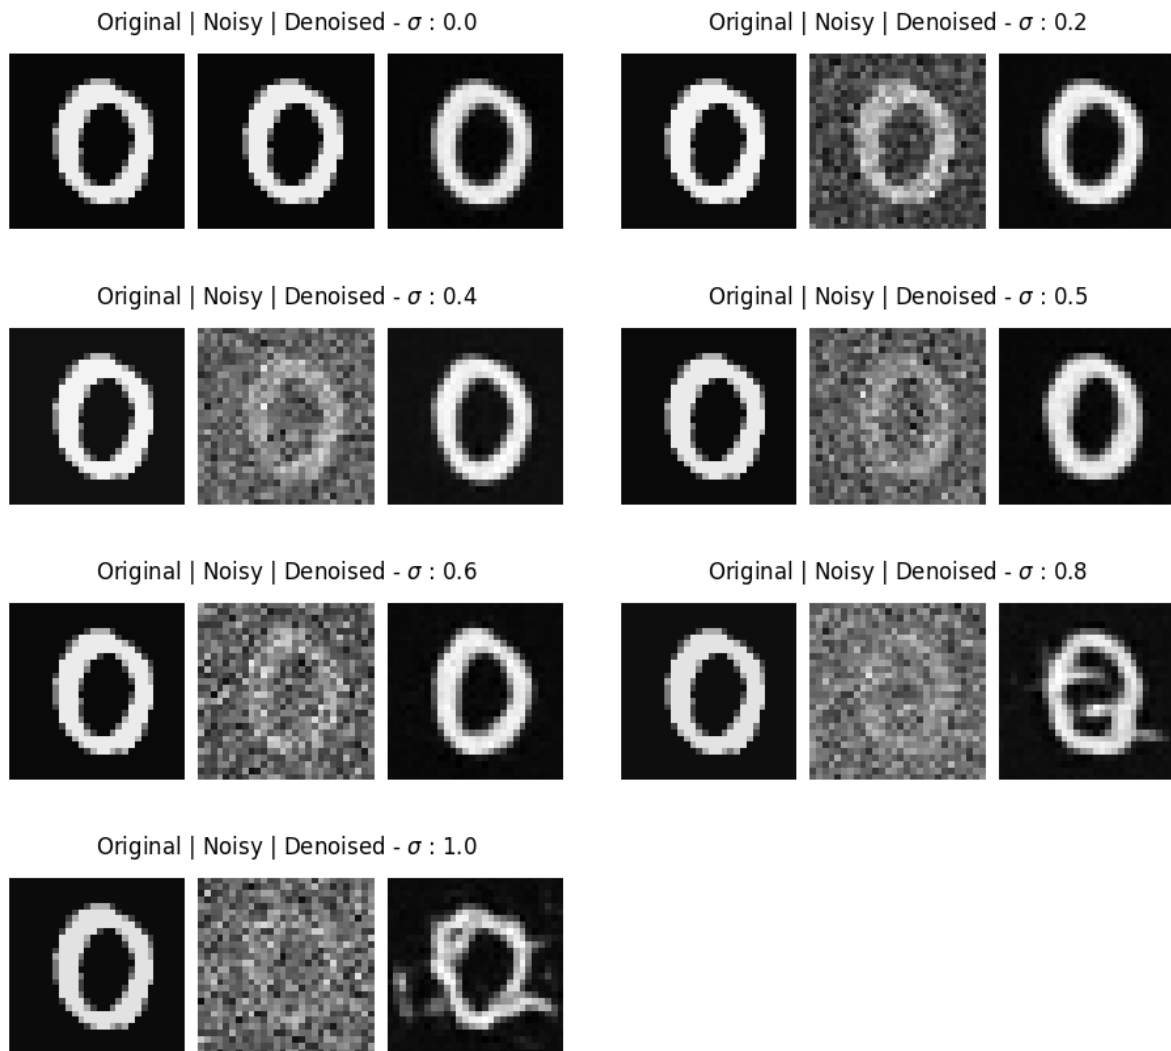 Original | Noisy | Denoised - σ : 0.0
Original | Noisy | Denoised - σ : 0.2
Original | Noisy | Denoised - σ : 0.4
Original | Noisy | Denoised - σ : 0.5
Original | Noisy | Denoised - σ : 0.6
Original | Noisy | Denoised - σ : 0.8
Original | Noisy | Denoised - σ : 1.0